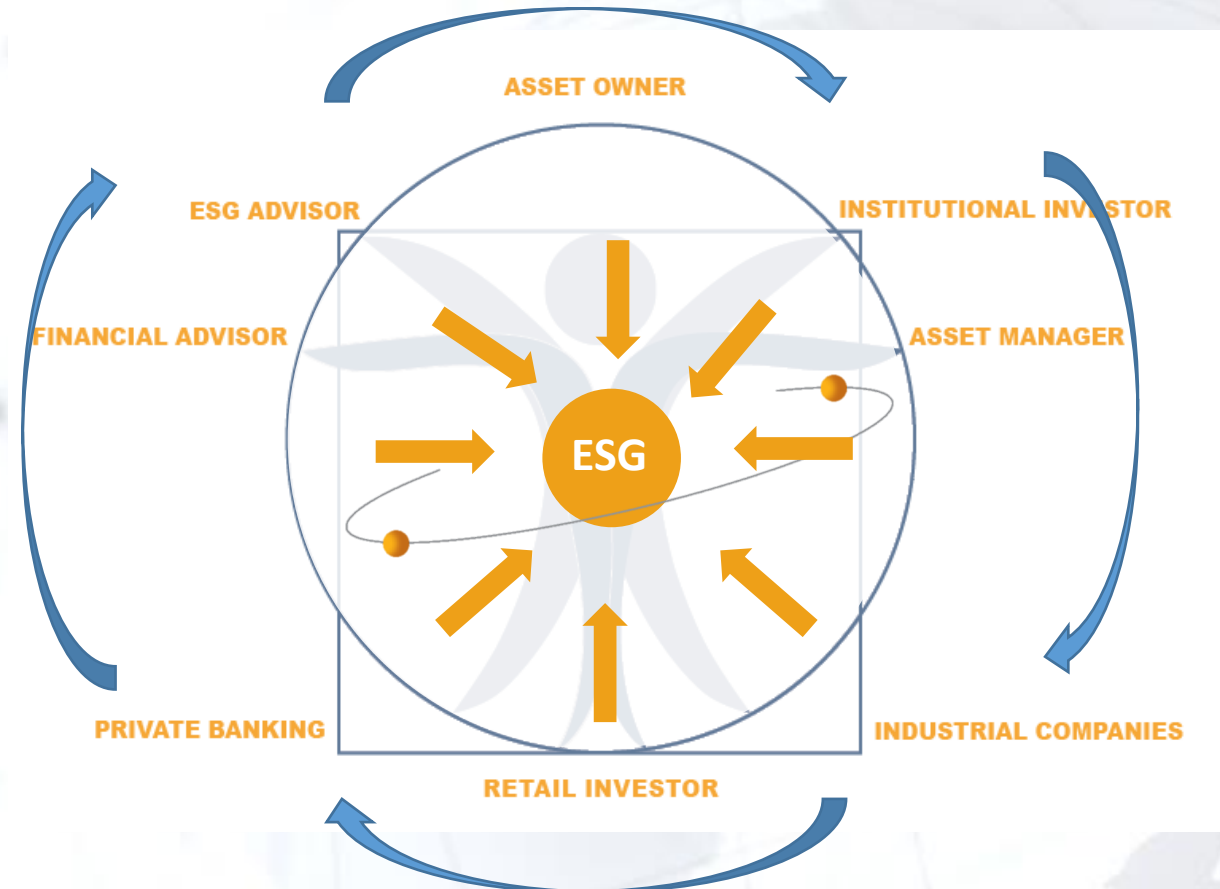 ASSET OWNER
ESG ADVISOR
INSTITUTIONAL INVESTOR
FINANCIAL ADVISOR
ASSET MANAGER
ESG
PRIVATE BANKING
INDUSTRIAL COMPANIES
RETAIL INVESTOR